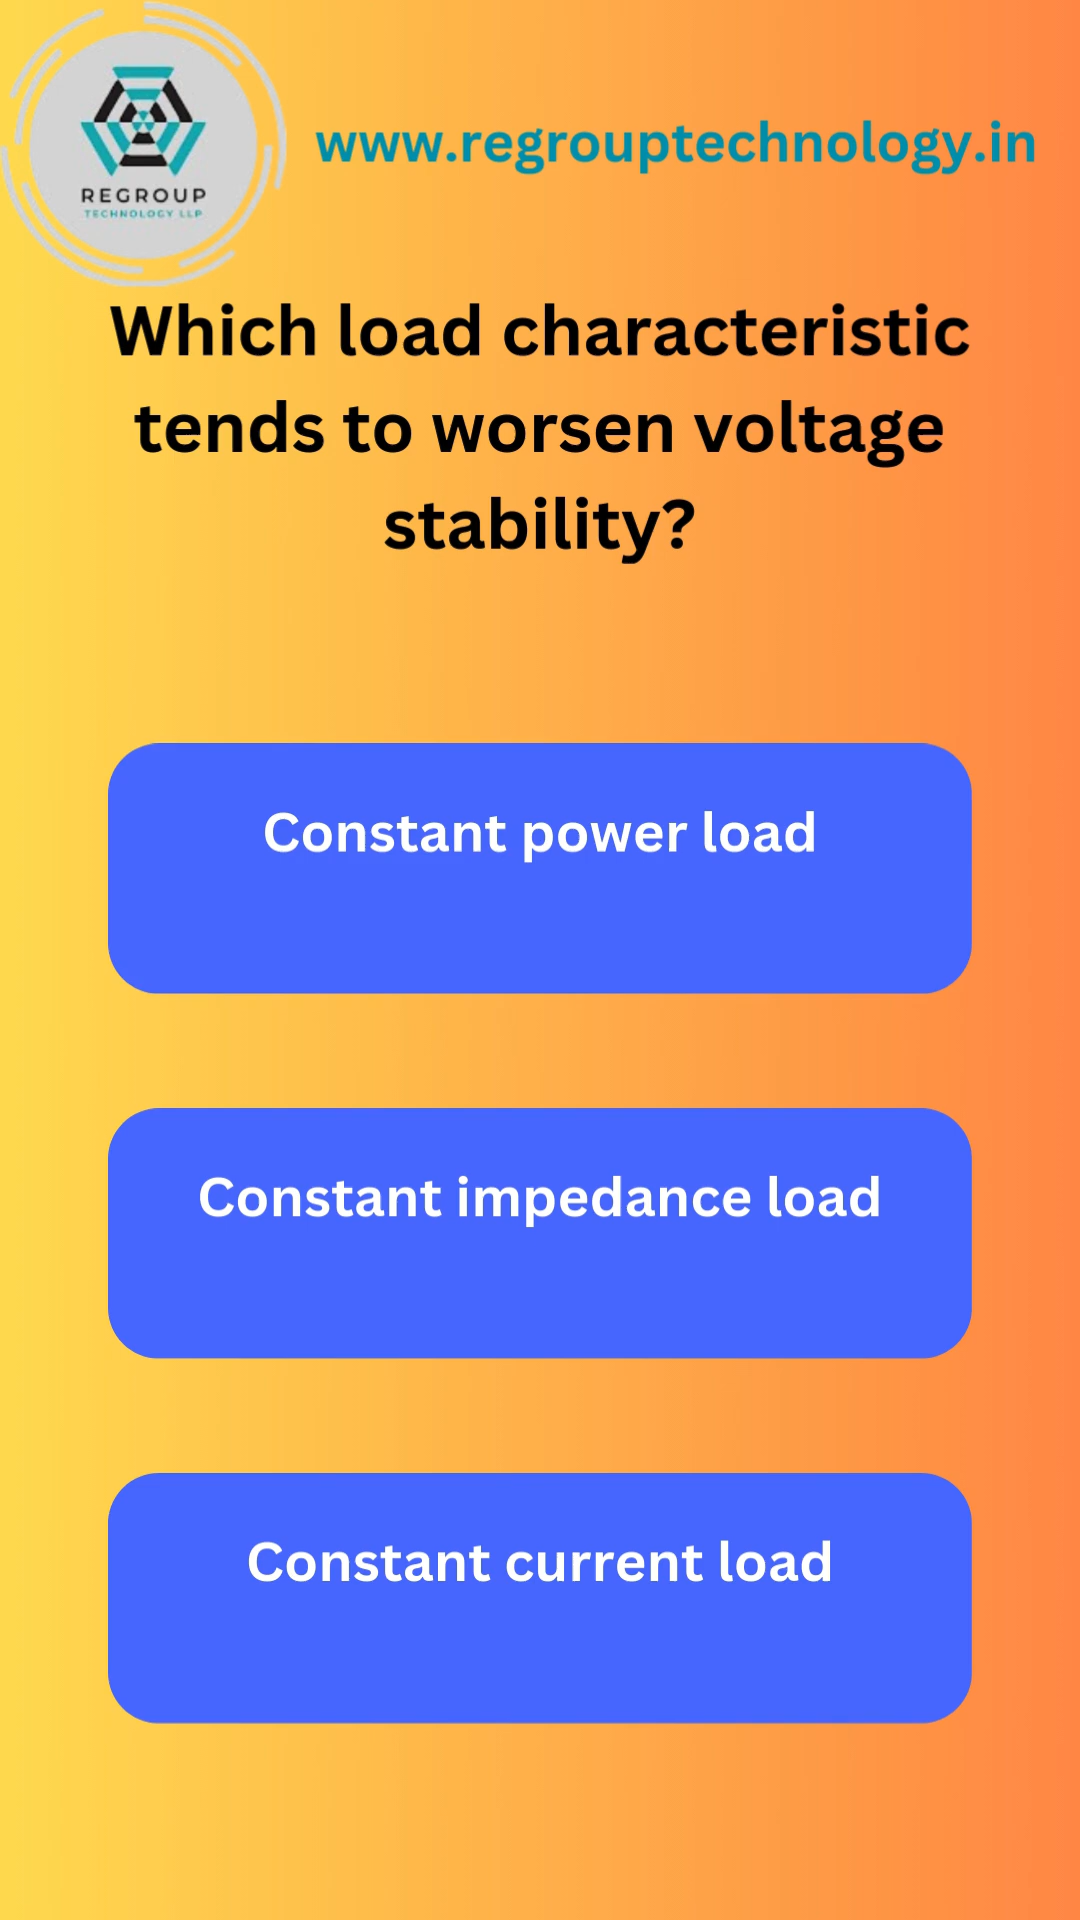 REGROUP
TECHNOLOGY LLP
www.regrouptechnology.in
Which load characteristic
tends to worsen voltage
stability?
Constant power load
Constant impedance load
Constant current load